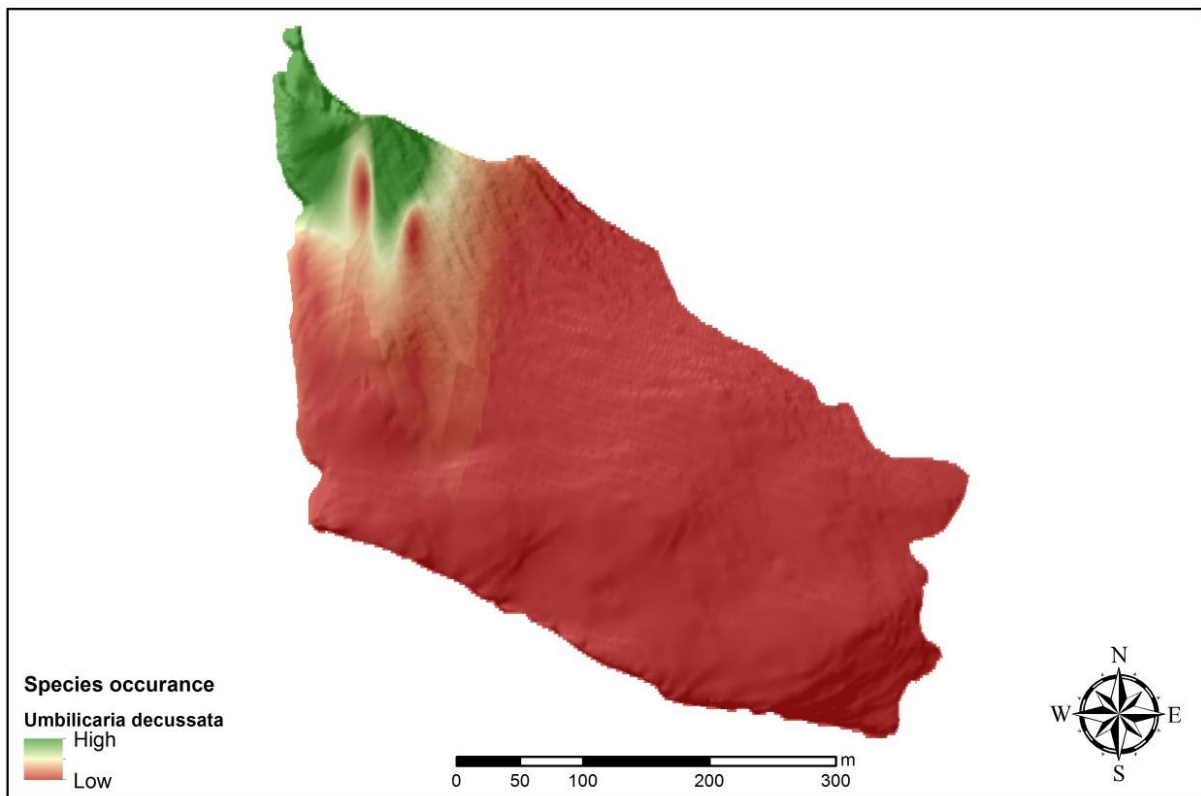 Species occurance
Umbilicaria decussata
High
Low
0 50 100 200 300 m
N
W E
S